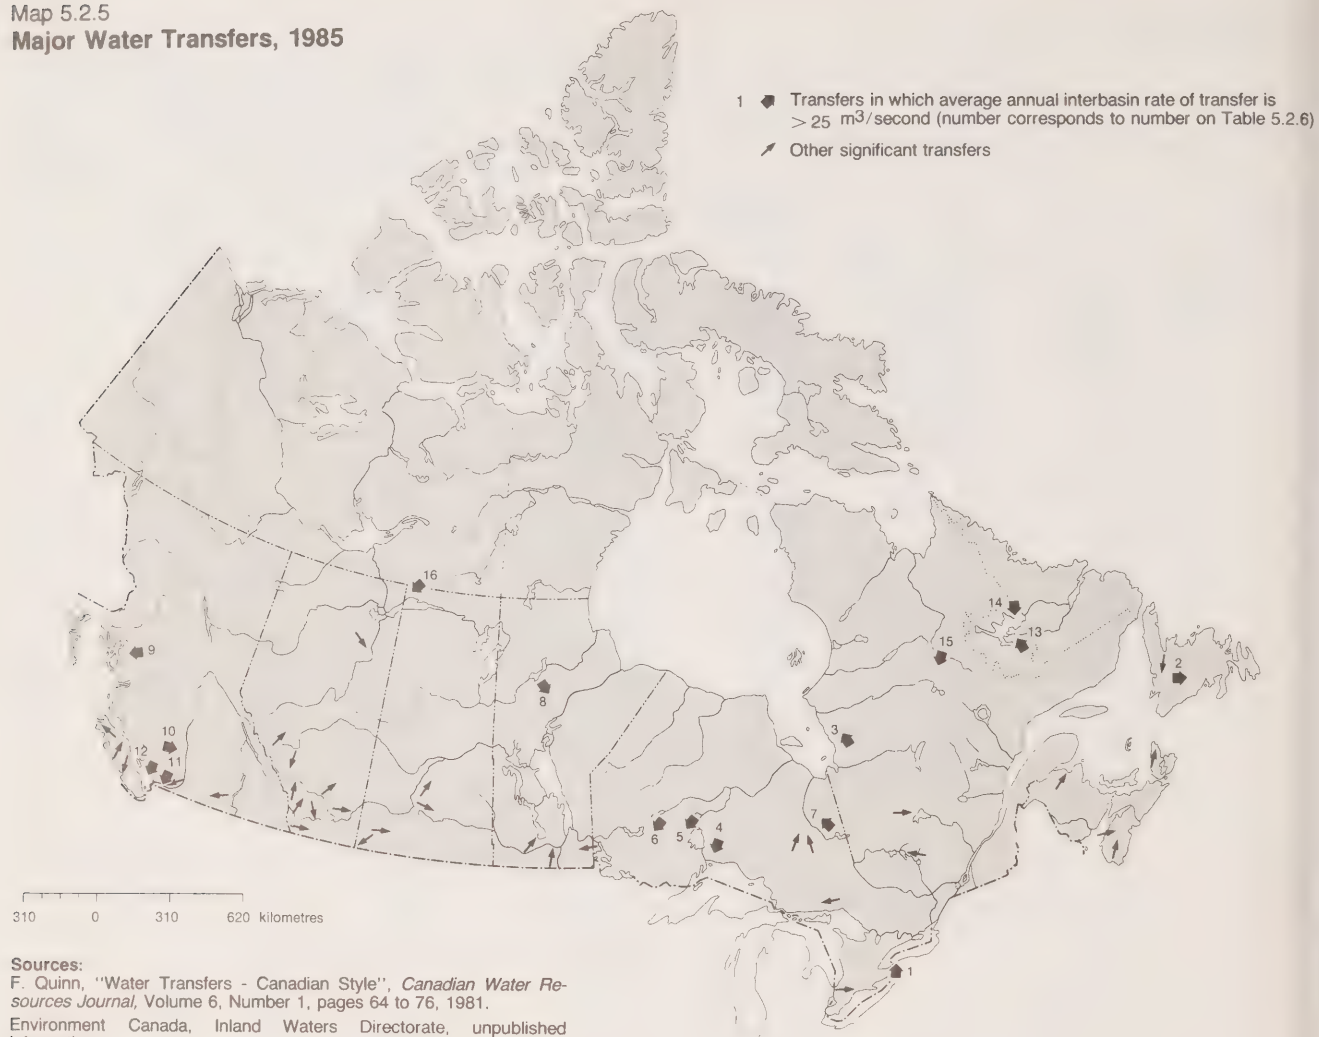 Map 5.2.5
Major Water Transfers, 1985
1 Transfers in which average annual interbasin rate of transfer is
> 25 m3/second (number corresponds to number on Table 5.2.6)
Other significant transfers
16
14
13
15
9
2
8
10
3
12
11
7
4
5
6
310 0 310 620 kilometres
1
Sources:
F. Quinn, "Water Transfers - Canadian Style", Canadian Water Re-
sources Journal, Volume 6, Number 1, pages 64 to 76, 1981.
Environment Canada, Inland Waters Directorate, unpublished